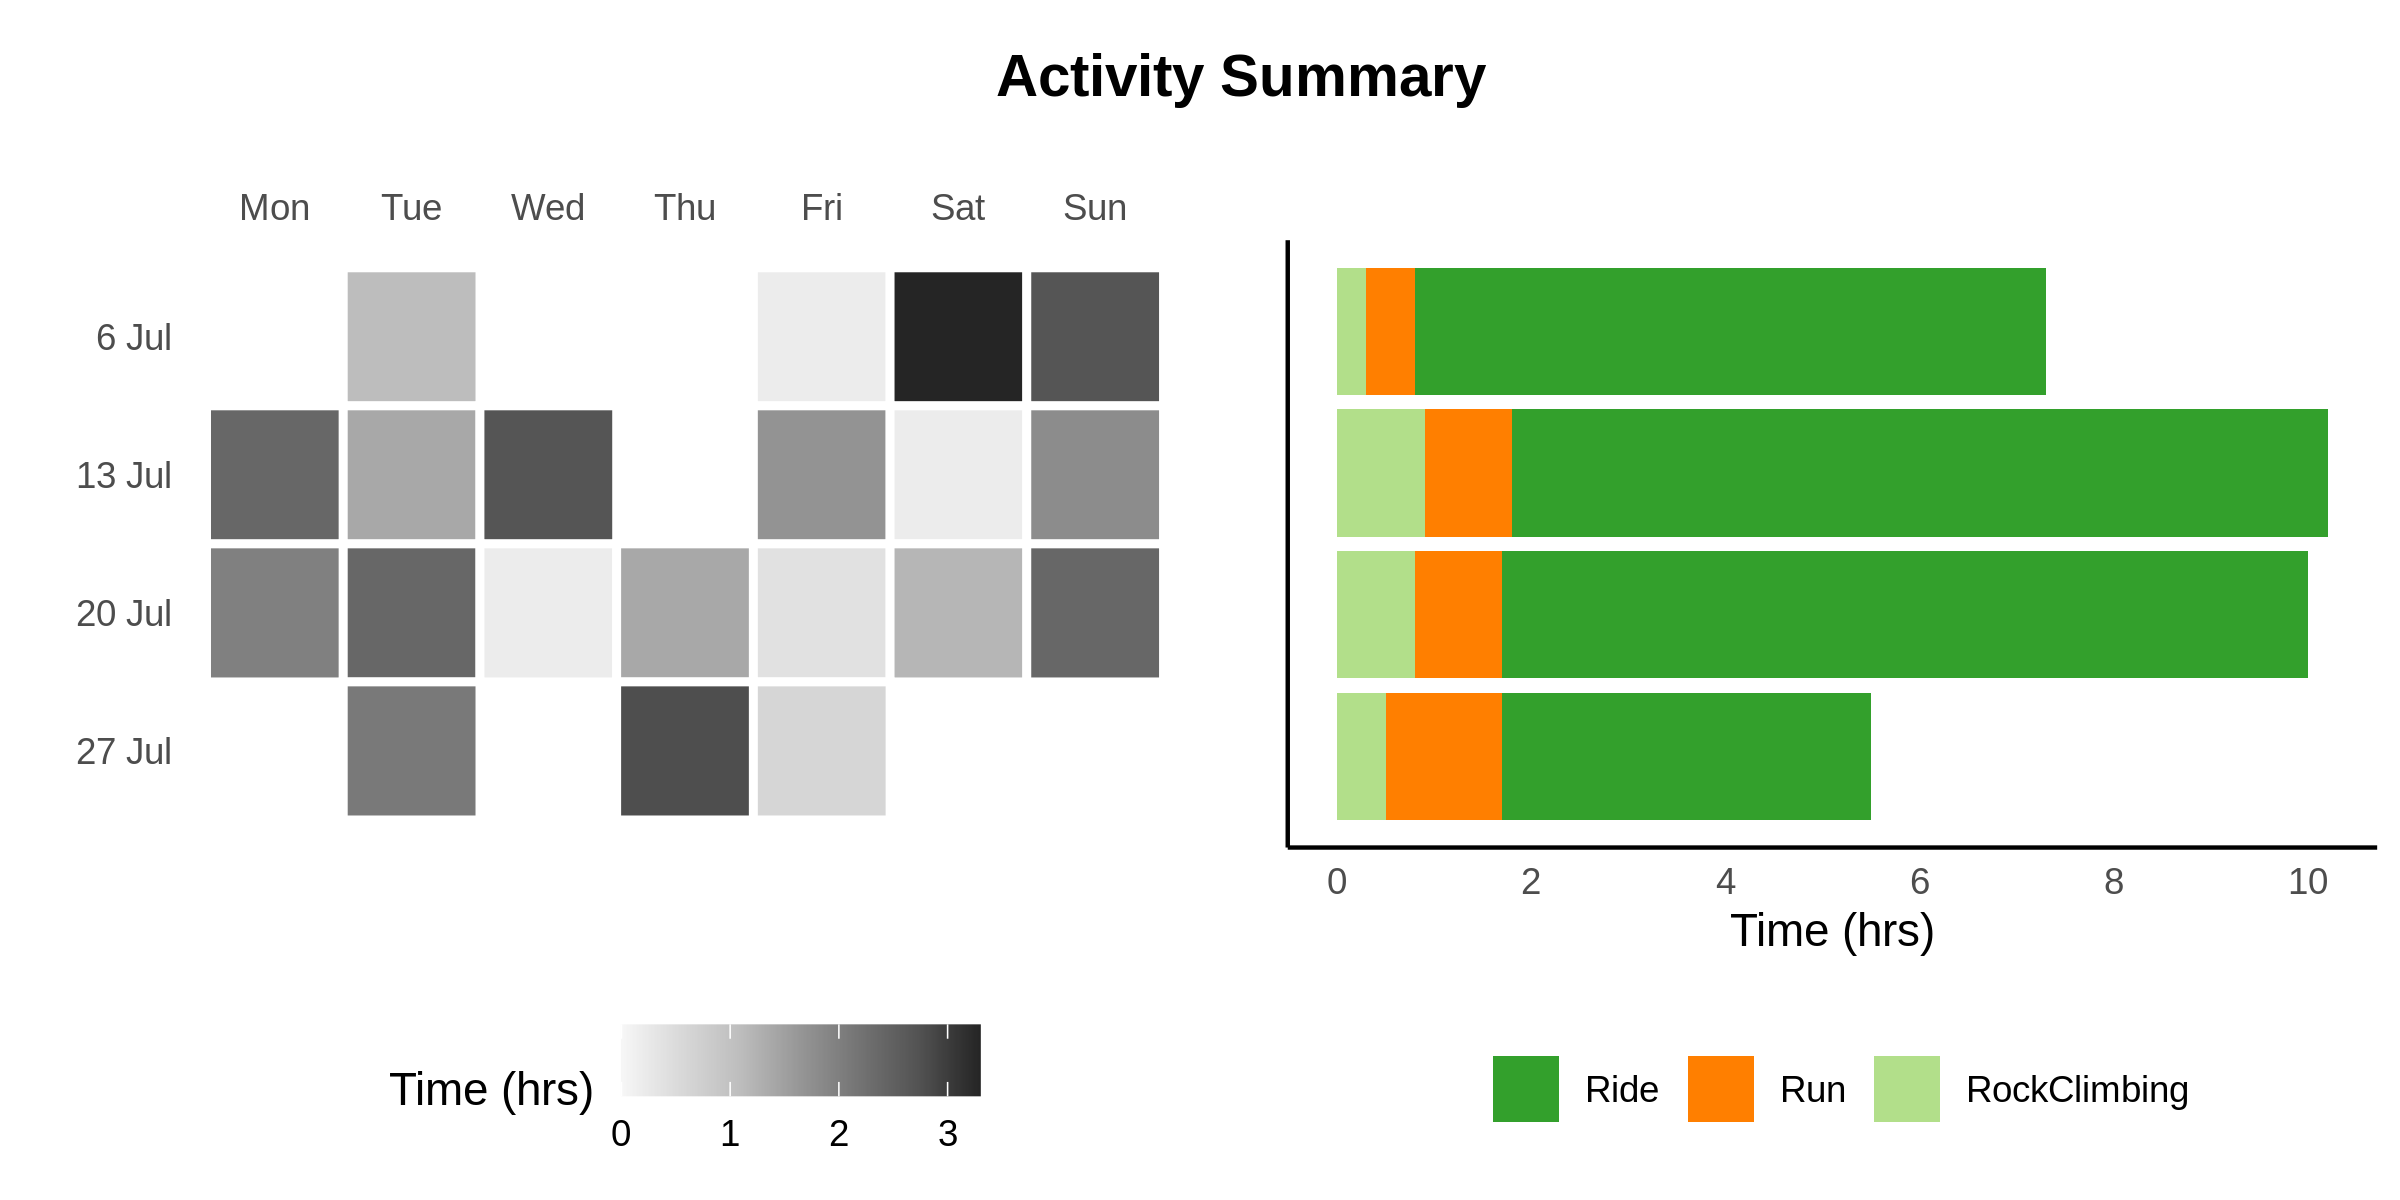 Activity Summary
Mon Tue Wed Thu Fri Sat Sun
6 Jul
13 Jul
20 Jul
27 Jul
0 1 2 3
Time (hrs)
0 2 4 6 8 10
Time (hrs)
Ride Run RockClimbing